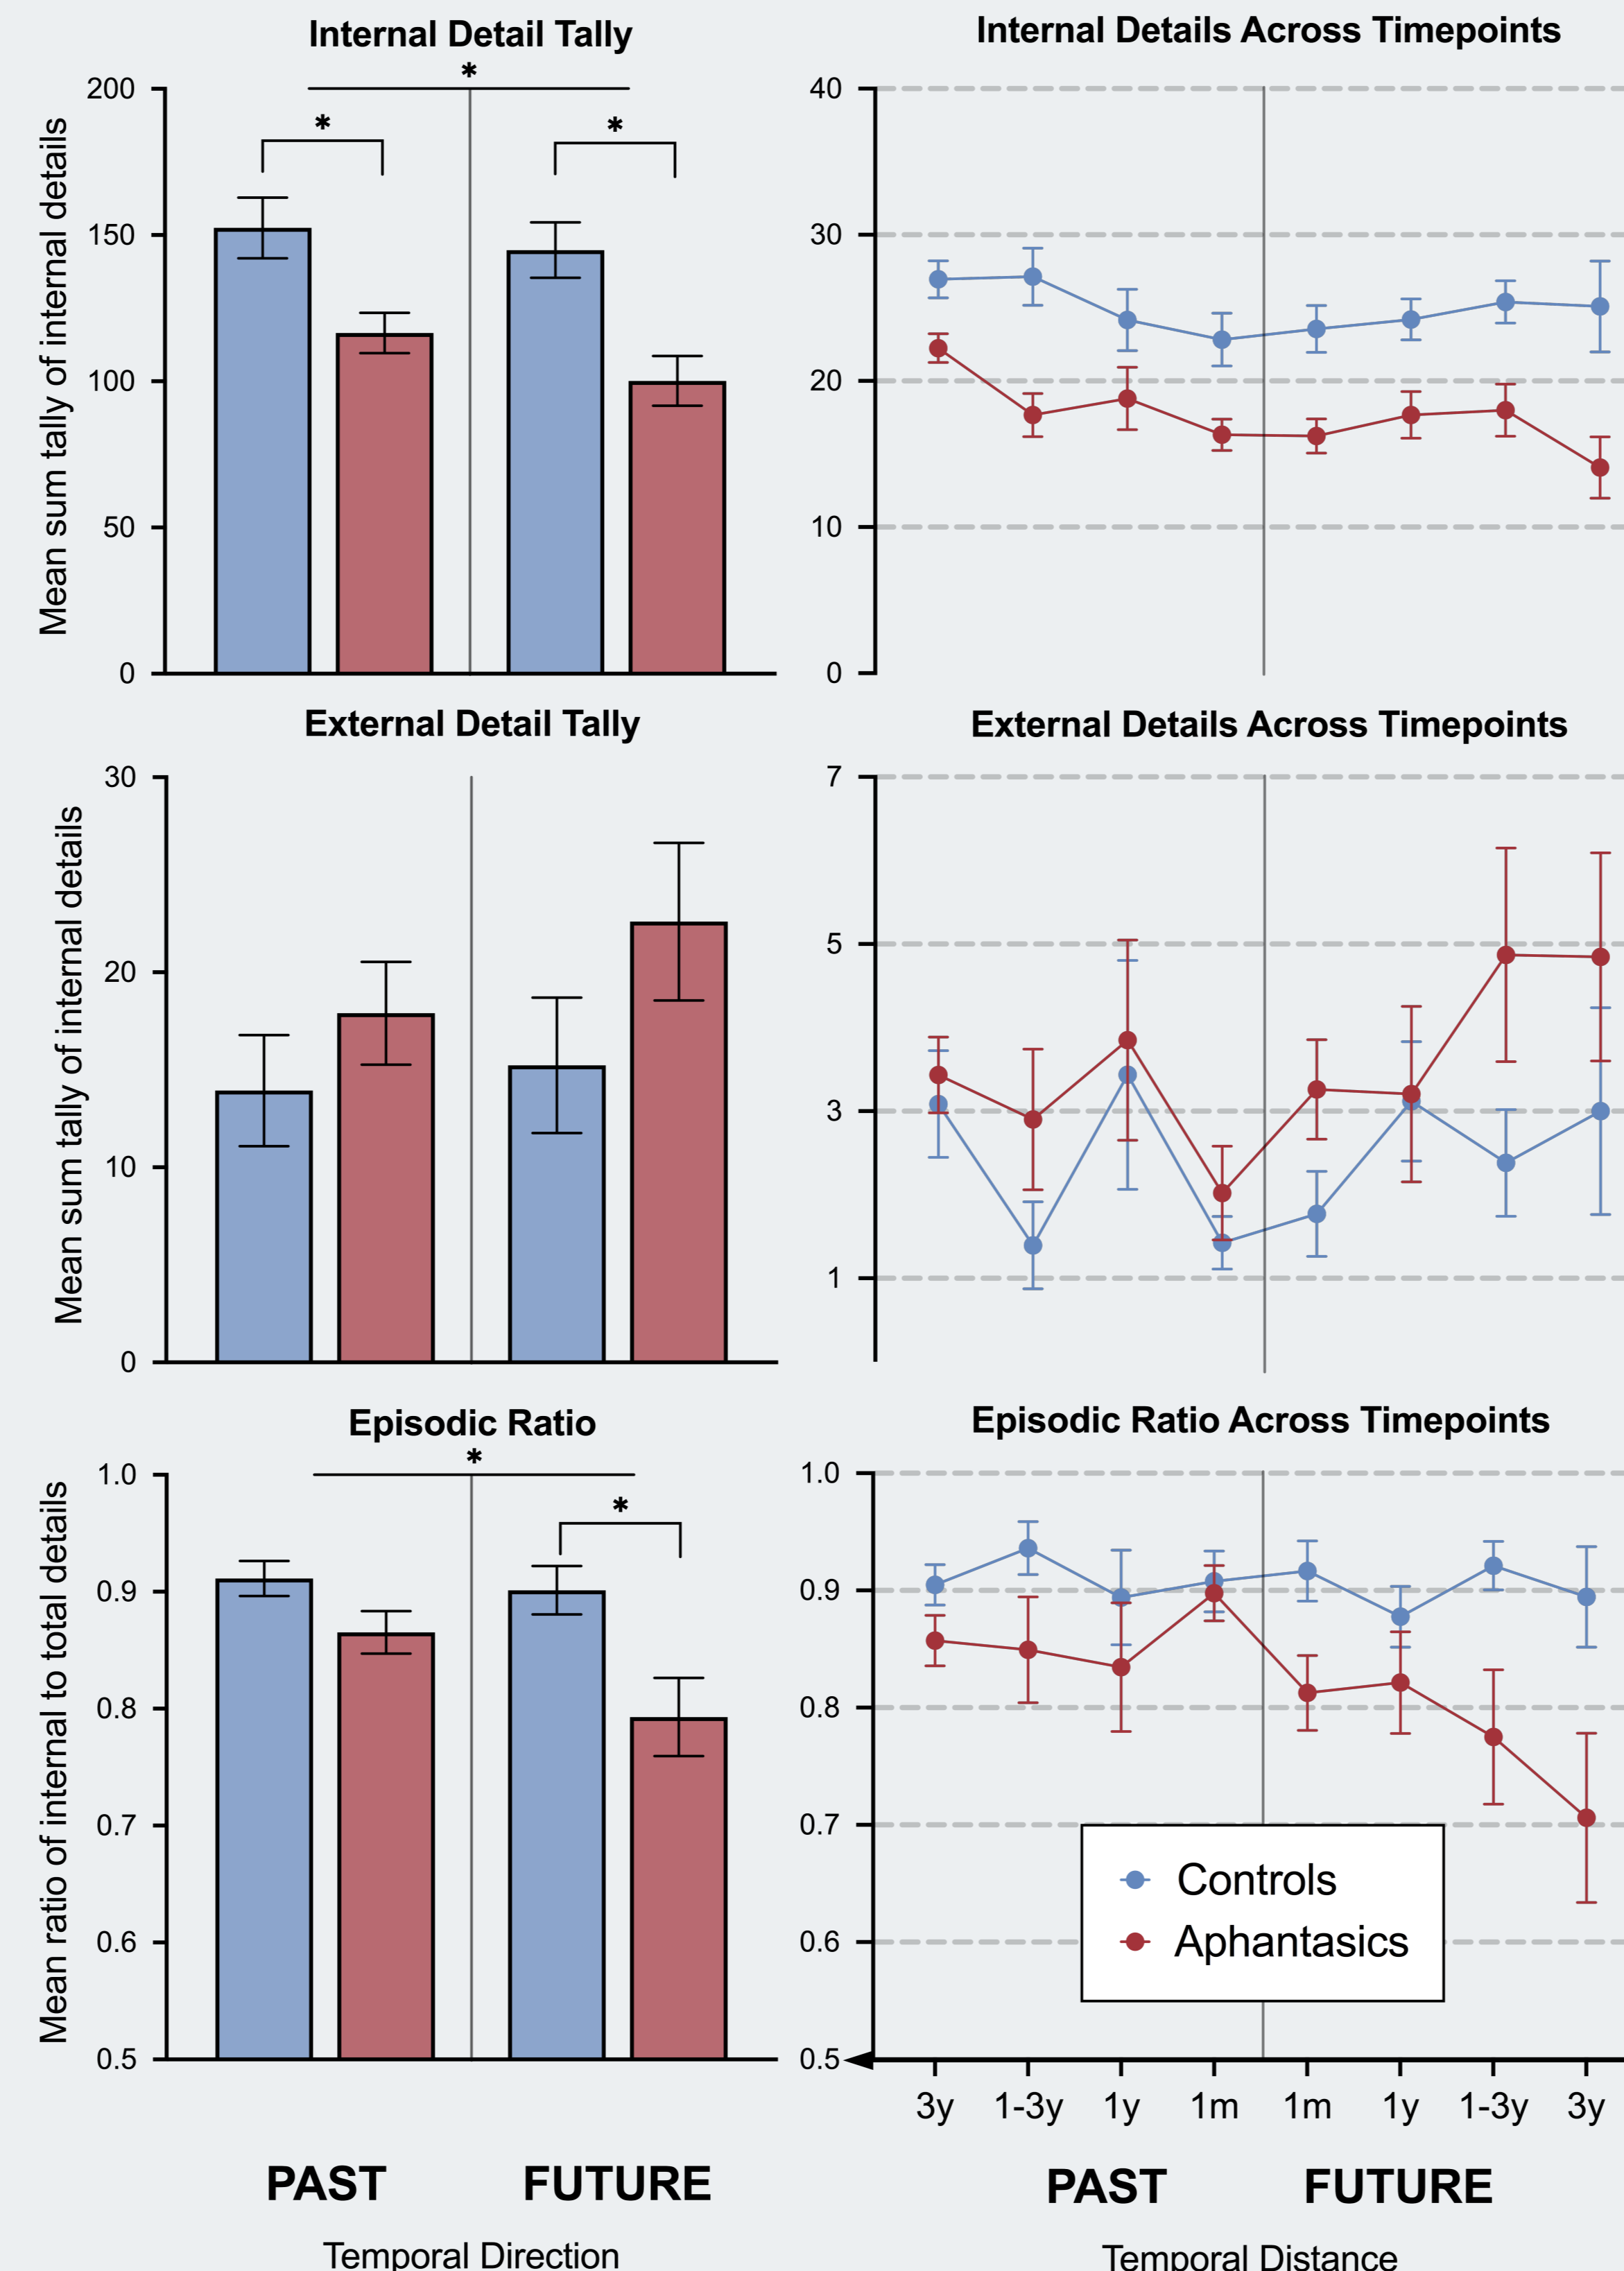 Internal Detail Tally
*
*
*
200
150
100
50
0
Mean sum tally of internal details
Internal Details Across Timepoints
40
30
20
10
0
External Detail Tally
30
20
10
0
Mean sum tally of internal details
External Details Across Timepoints
7
5
3
1
Episodic Ratio
*
*
1.0
0.9
0.8
0.7
0.6
0.5
Mean ratio of internal to total details
PAST FUTURE
Temporal Direction
Episodic Ratio Across Timepoints
1.0
0.9
0.8
0.7
0.6
0.5
Controls
Aphantasics
3y 1-3y 1y 1m 1m 1y 1-3y 3y
PAST FUTURE
Temporal Distance